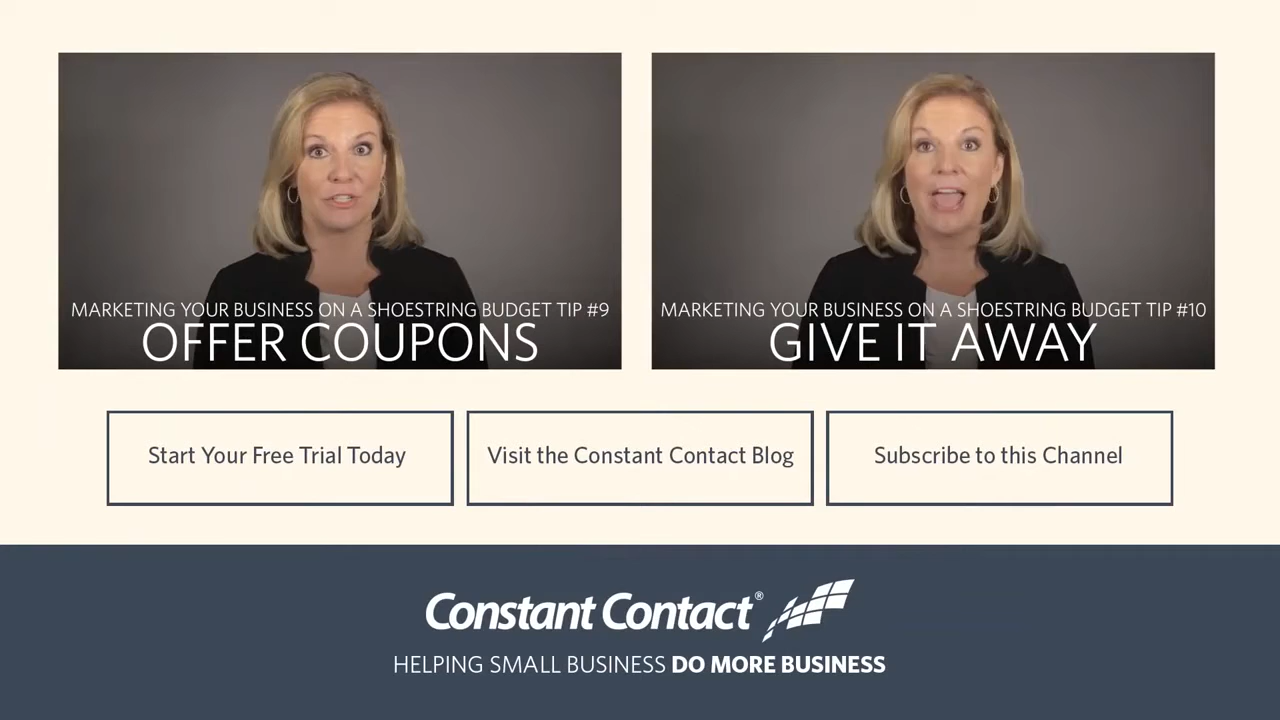 MARKETING YOUR BUSINESS ON A SHOESTRING BUDGET TIP #9
OFFER COUPONS
MARKETING YOUR BUSINESS ON A SHOESTRING BUDGET TIP #10
GIVE IT AWAY
Start Your Free Trial Today
Visit the Constant Contact Blog
Subscribe to this Channel
Constant Contact®
HELPING SMALL BUSINESS DO MORE BUSINESS